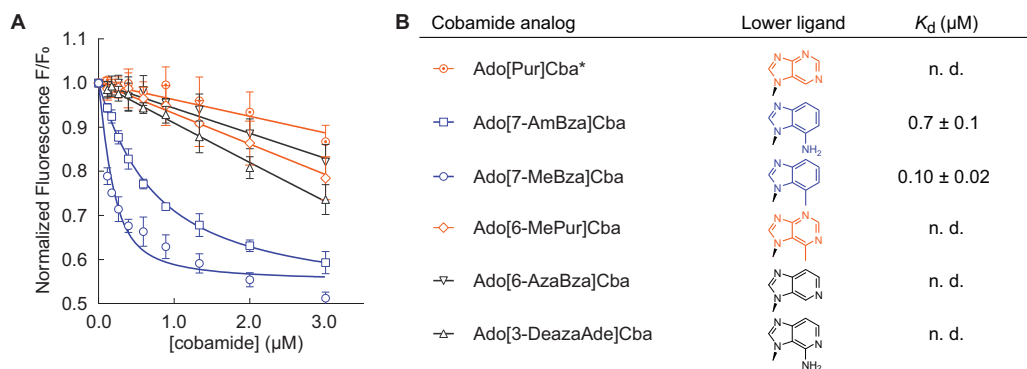 A
Normalized Fluorescence F/F₀
1.1
1.0
0.9
0.8
0.7
0.6
0.5
0.0
1.0
2.0
3.0
[cobamide] (µM)
B
Cobamide analog Lower ligand Kd (µM)
Ado[Pur]Cba* n. d.
N N N N
Ado[7-AmBza]Cba 0.7 ± 0.1
N N NH₂
Ado[7-MeBza]Cba 0.10 ± 0.02
N N
Ado[6-MePur]Cba n. d.
N N N N
Ado[6-AzaBza]Cba n. d.
N N N
Ado[3-DeazaAde]Cba n. d.
N N N NH₂